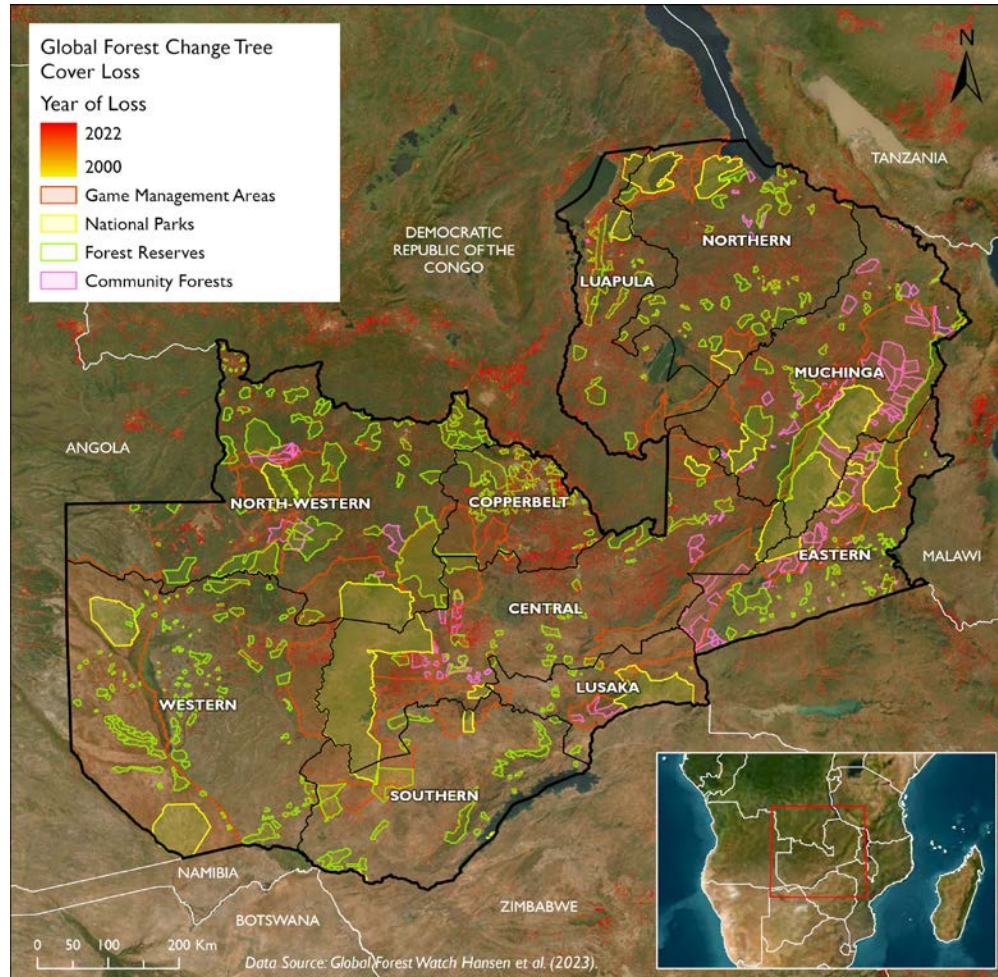 Global Forest Change Tree
Cover Loss
Year of Loss
2022
2000
Game Management Areas
National Parks
Forest Reserves
Community Forests
N
TANZANIA
DEMOCRATIC
REPUBLIC OF THE
CONGO
NORTHERN
LUAPULA
MUCHINGA
ANGOLA
NORTH-WESTERN
COPPERBELT
EASTERN
MALAWI
CENTRAL
WESTERN
LUSAKA
SOUTHERN
NAMIBIA
ZIMBABWE
BOTSWANA
0 50 100 200 Km
Data Source: Global Forest Watch Hansen et al. (2023).